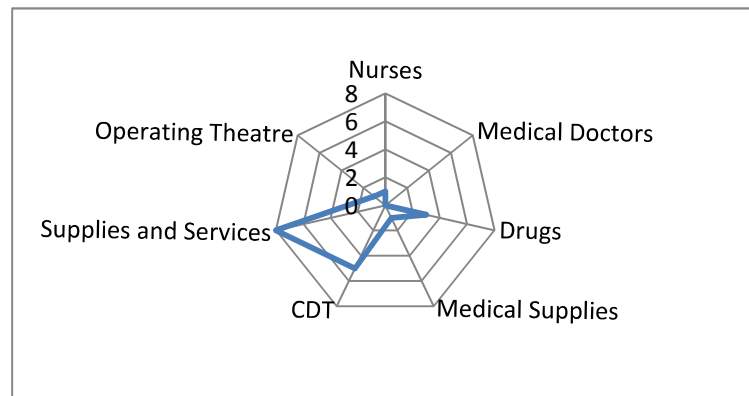 Nurses
8
Operating Theatre
Medical Doctors
6
4
2
0
Supplies and Services
Drugs
CDT
Medical Supplies